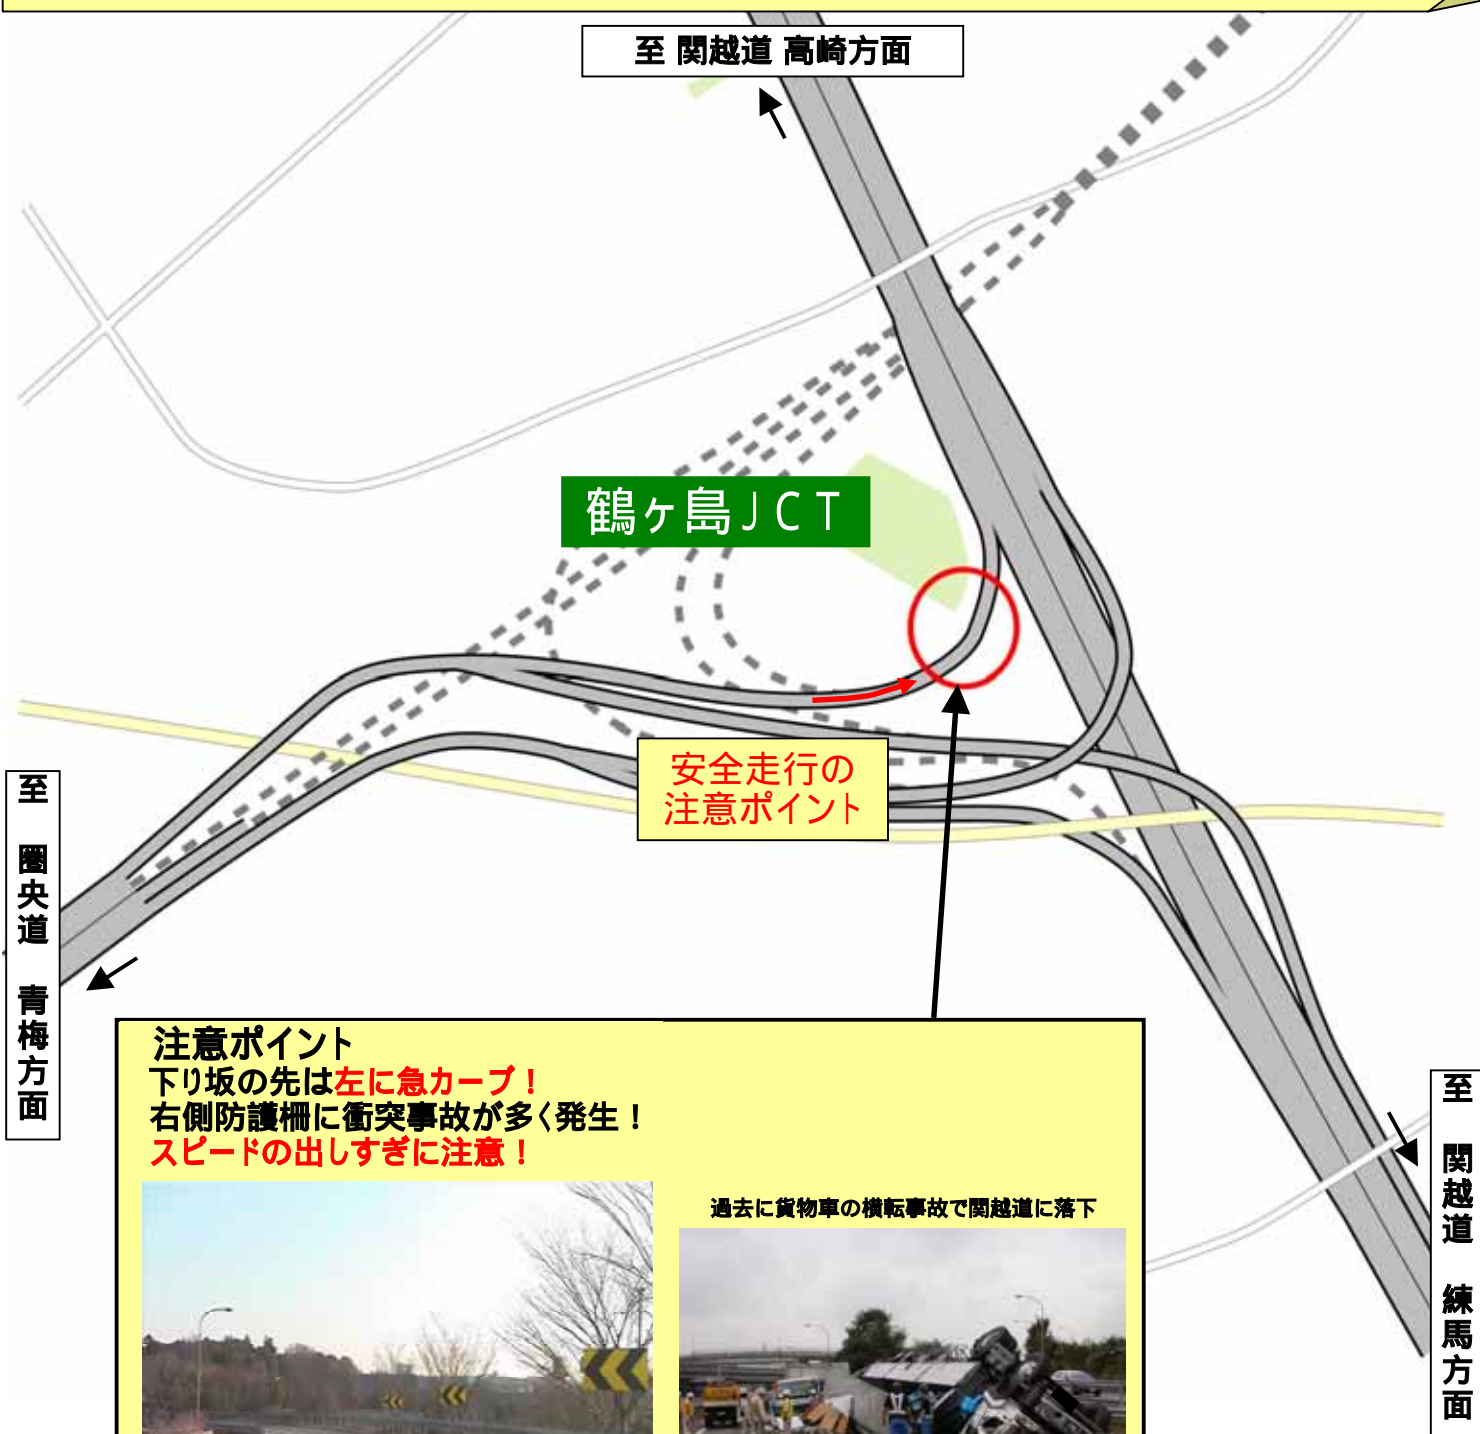 至 関越道 高崎方面
鶴ヶ島JCT
安全走行の
注意ポイント
至 圏央道 青梅方面
注意ポイント
下り坂の先は左に急カーブ！
右側防護柵に衝突事故が多く発生！
スピードの出しすぎに注意！
過去に貨物車の横転事故で関越道に落下
至 関越道 練馬方面